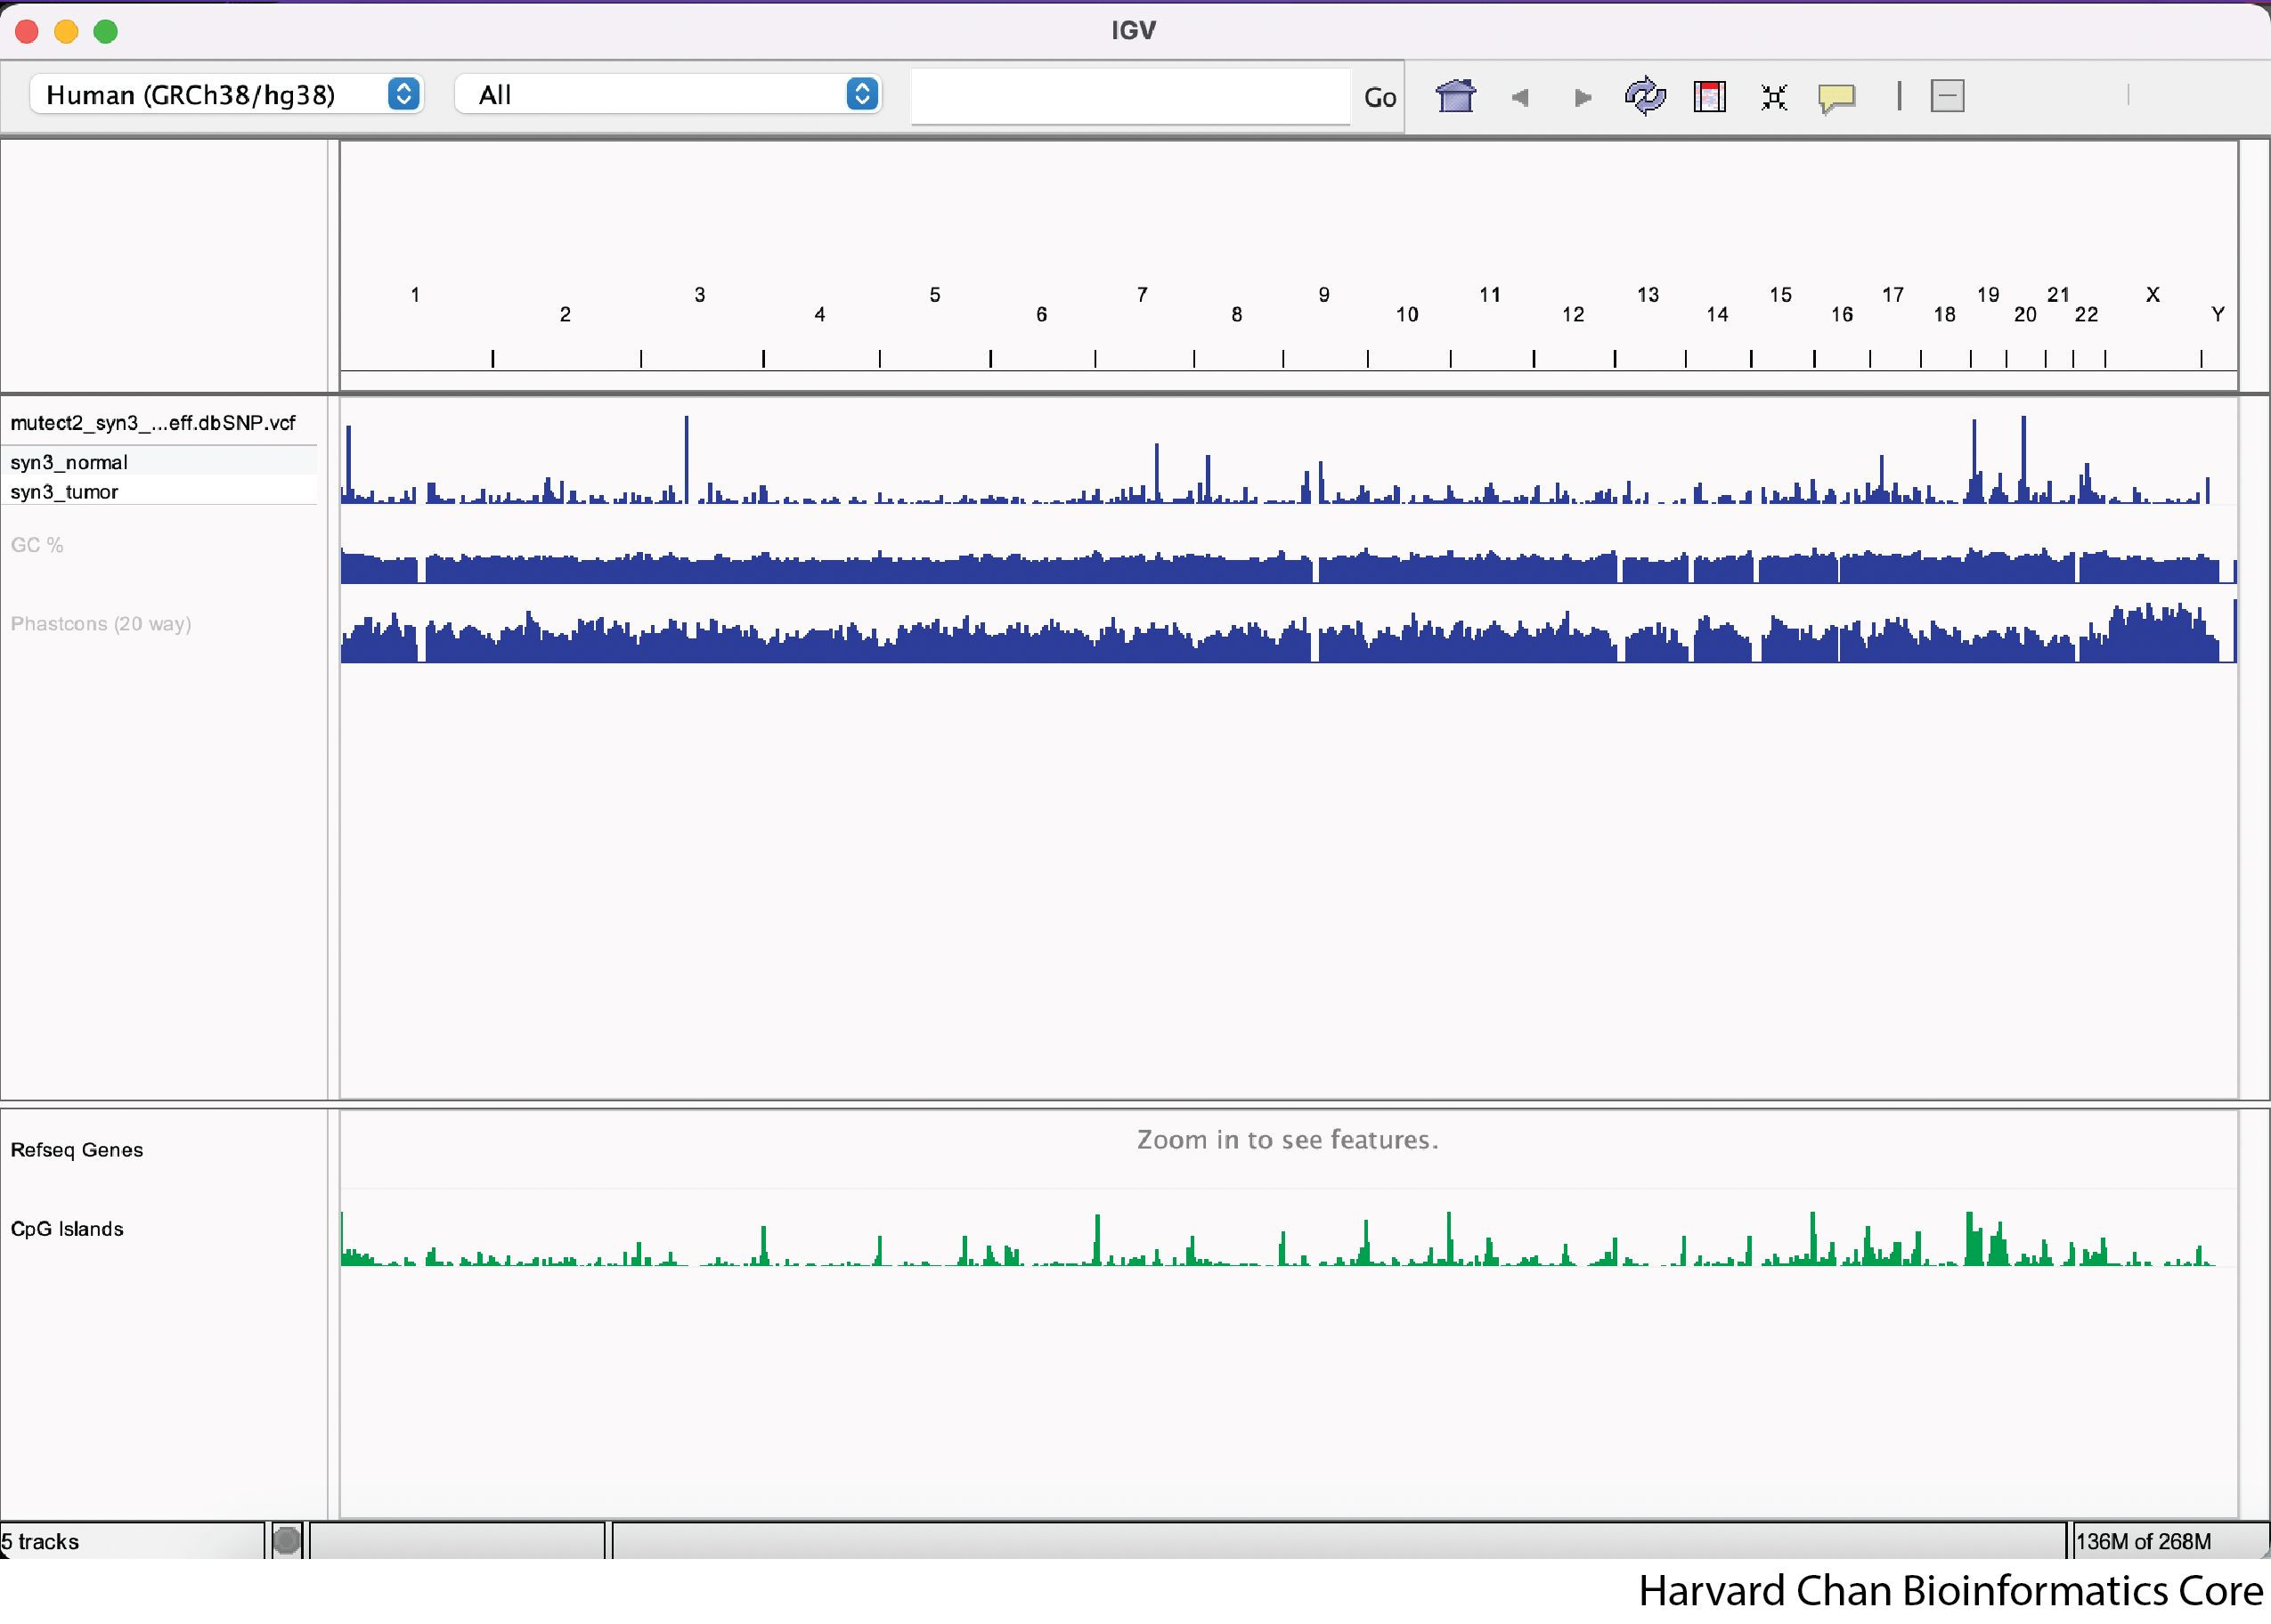 IGV
Human (GRCh38/hg38) All Go
1 3 5 7 9 11 13 15 17 19 21 X
2 4 6 8 10 12 14 16 18 20 22 Y
mutect2_syn3_...eff.dbSNP.vcf
syn3_normal
syn3_tumor
GC %
Phastcons (20 way)
Zoom in to see features.
Refseq Genes
CpG Islands
5 tracks 136M of 268M
Harvard Chan Bioinformatics Core